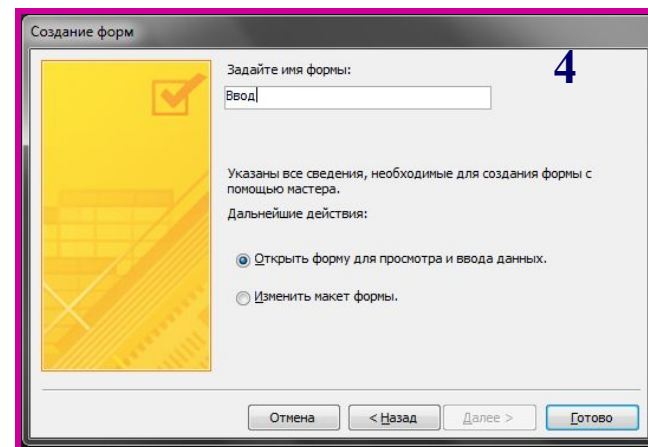 Создание форм
4
Задайте имя формы:
Ввод
Указаны все сведения, необходимые для создания формы с
помощью мастера.
Дальнейшие действия:
Открыть форму для просмотра и ввода данных.
Изменить макет формы.
Отмена
< Назад
Далее >
Готово